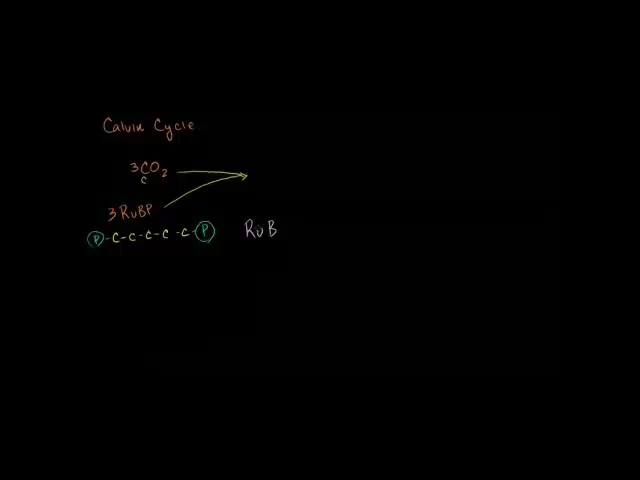 Calvin Cycle
3CO₂
C
3 RuBP
P-C-C-C-C-C-P RuB